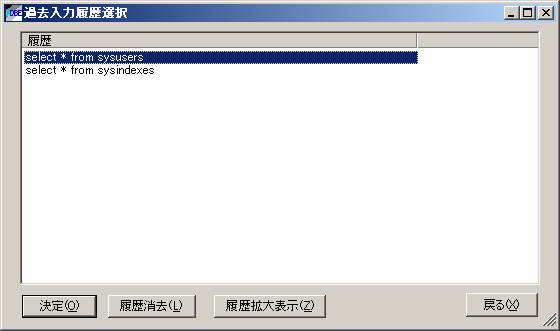 DBE 過去入力履歴選択
履歴
select * from sysusers
select * from sysindexes
決定(O) 履歴消去(L) 履歴拡大表示(Z) 戻る(X)